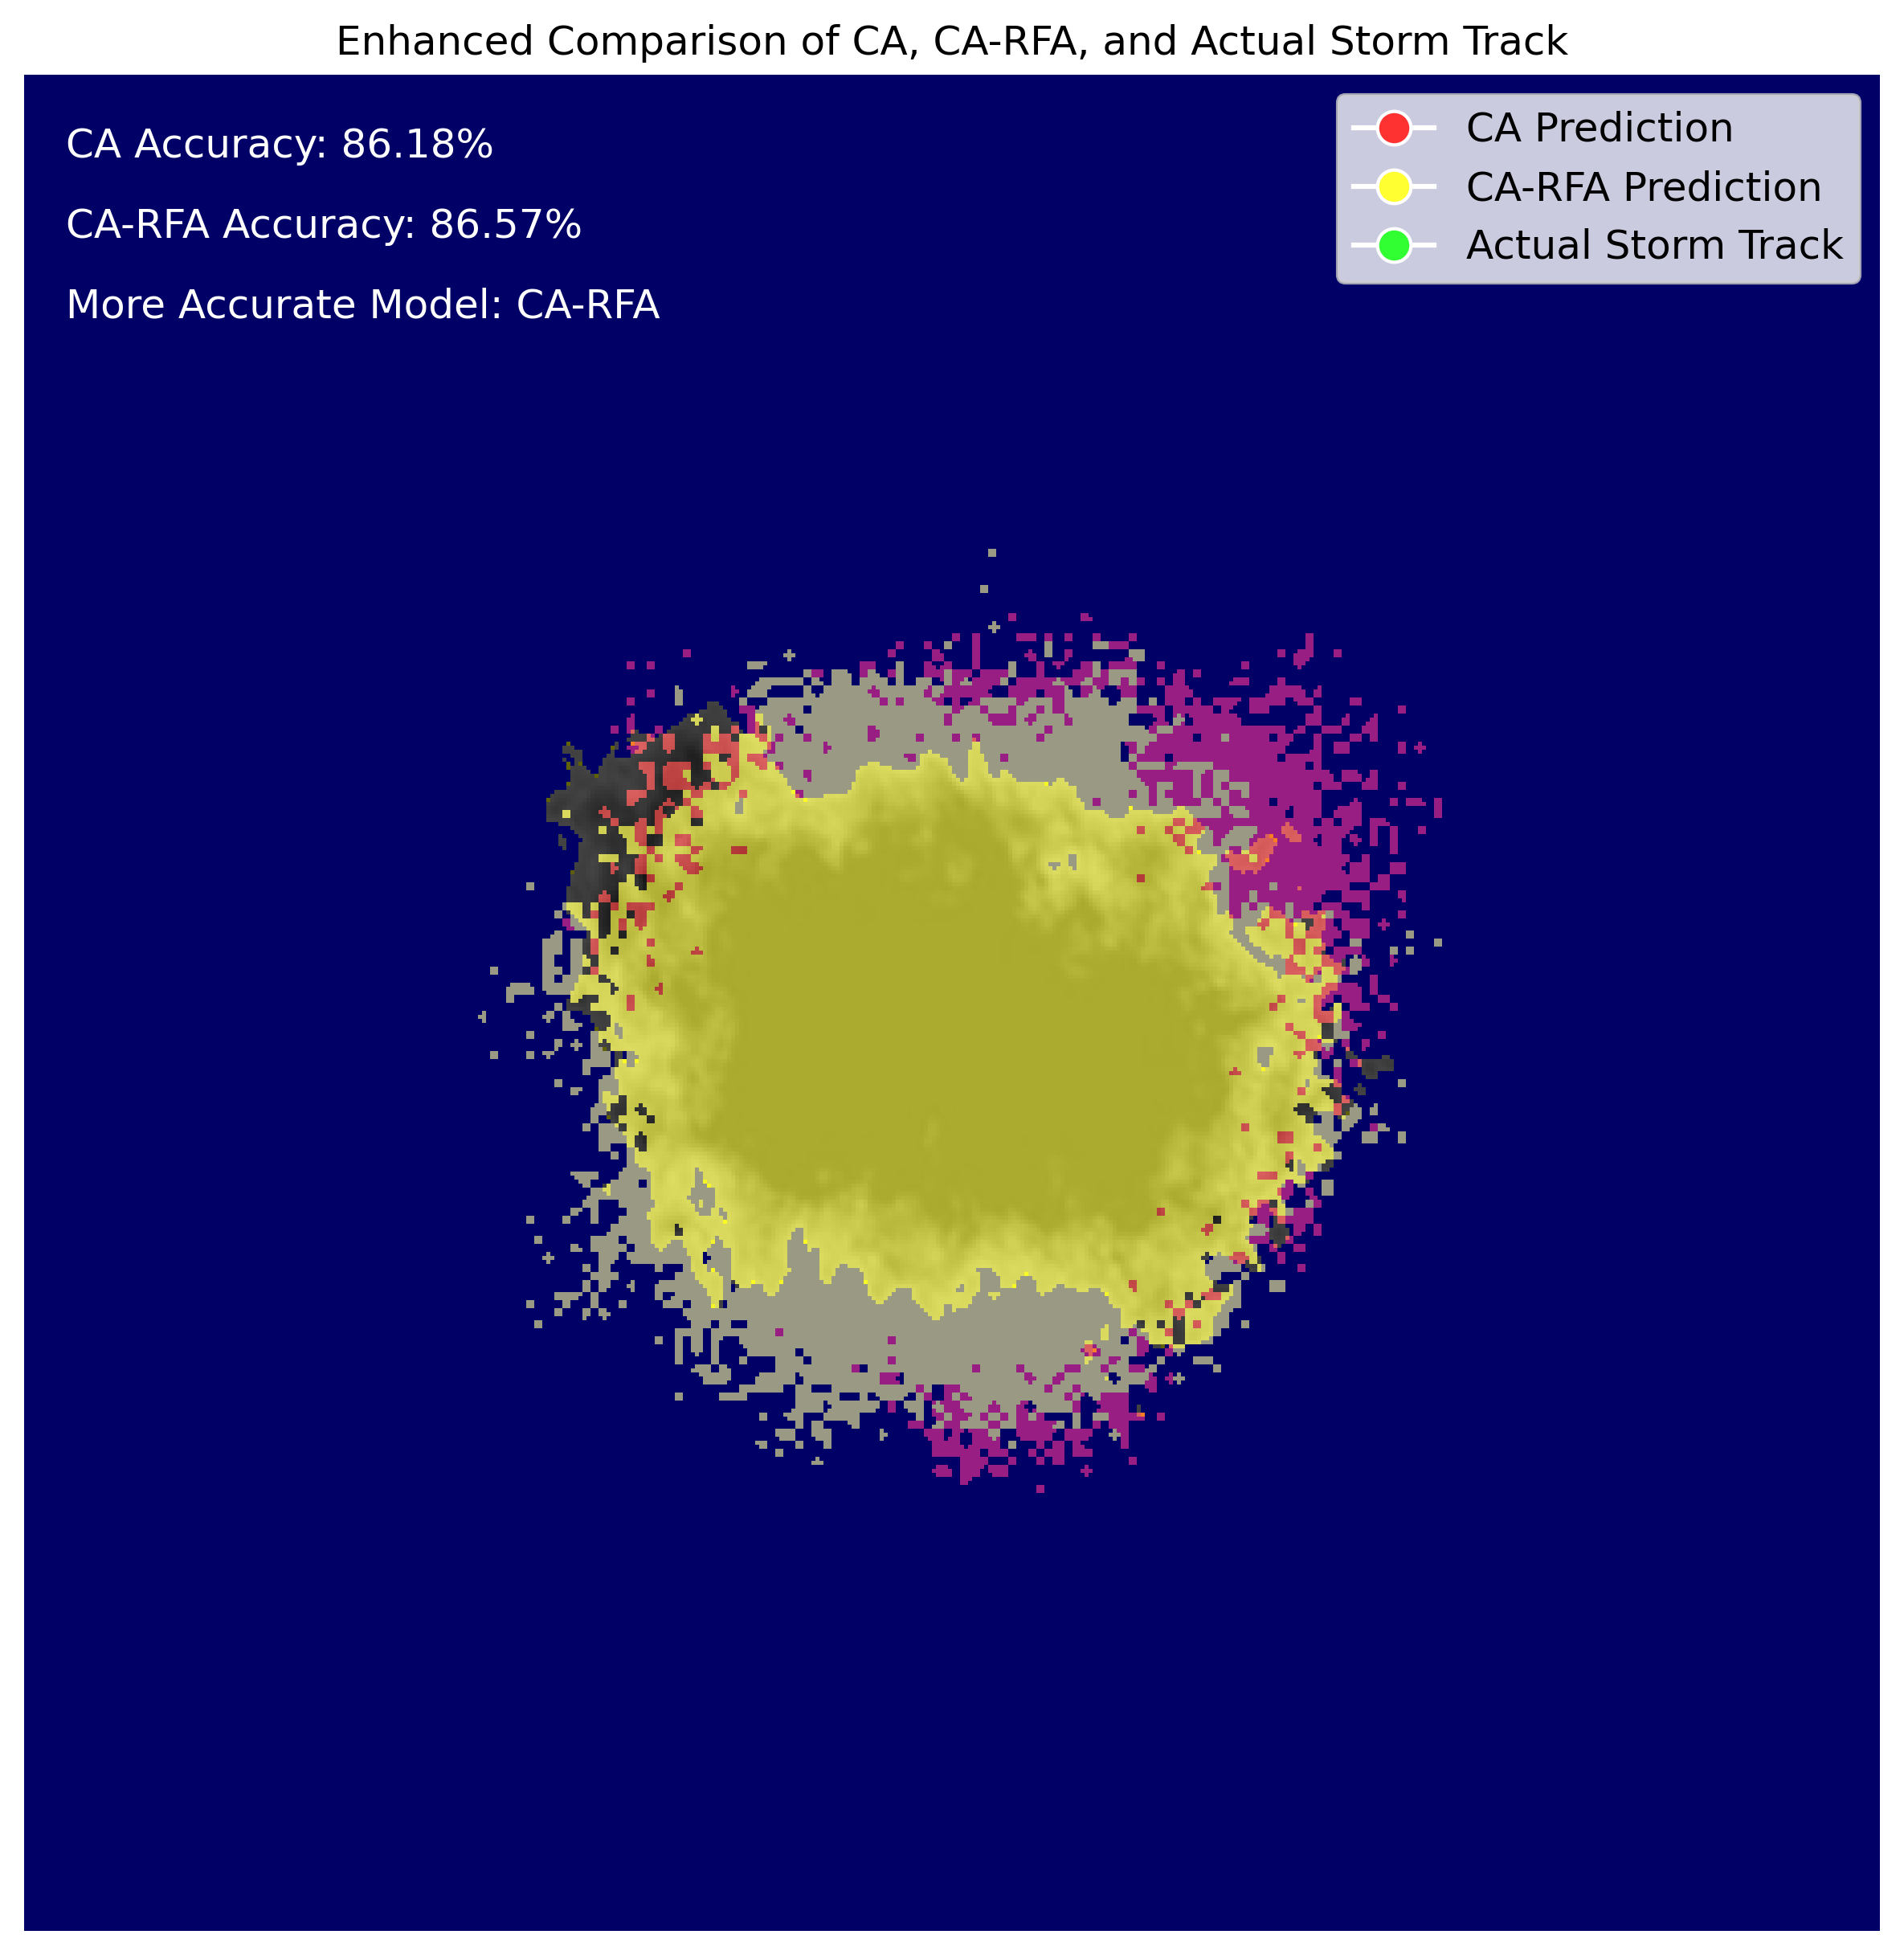 Enhanced Comparison of CA, CA-RFA, and Actual Storm Track
CA Accuracy: 86.18%
CA-RFA Accuracy: 86.57%
More Accurate Model: CA-RFA
CA Prediction
CA-RFA Prediction
Actual Storm Track